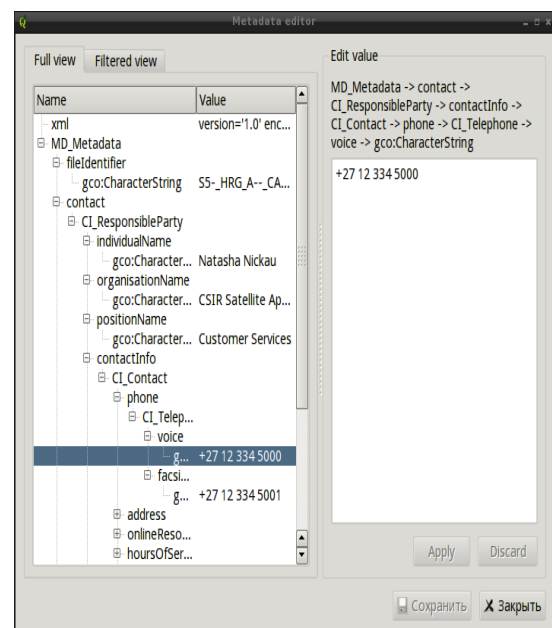 Metadata editor
Full view Filtered view
Name Value
xml version='1.0' enc...
MD_Metadata
fileIdentifier
gco:CharacterString S5-_HRG_A--_CA...
contact
CI_ResponsibleParty
individualName
gco:Character... Natasha Nickau
organisationName
gco:Character... CSIR Satellite Ap...
positionName
gco:Character... Customer Services
contactInfo
CI_Contact
phone
CI_Telep...
voice
g... +27 12 334 5000
facsi...
g... +27 12 334 5001
address
onlineReso...
hoursOfSer...
Edit value
MD_Metadata -> contact ->
CI_ResponsibleParty -> contactInfo ->
CI_Contact -> phone -> CI_Telephone ->
voice -> gco:CharacterString
+27 12 334 5000
Apply Discard
Сохранить Закрыть